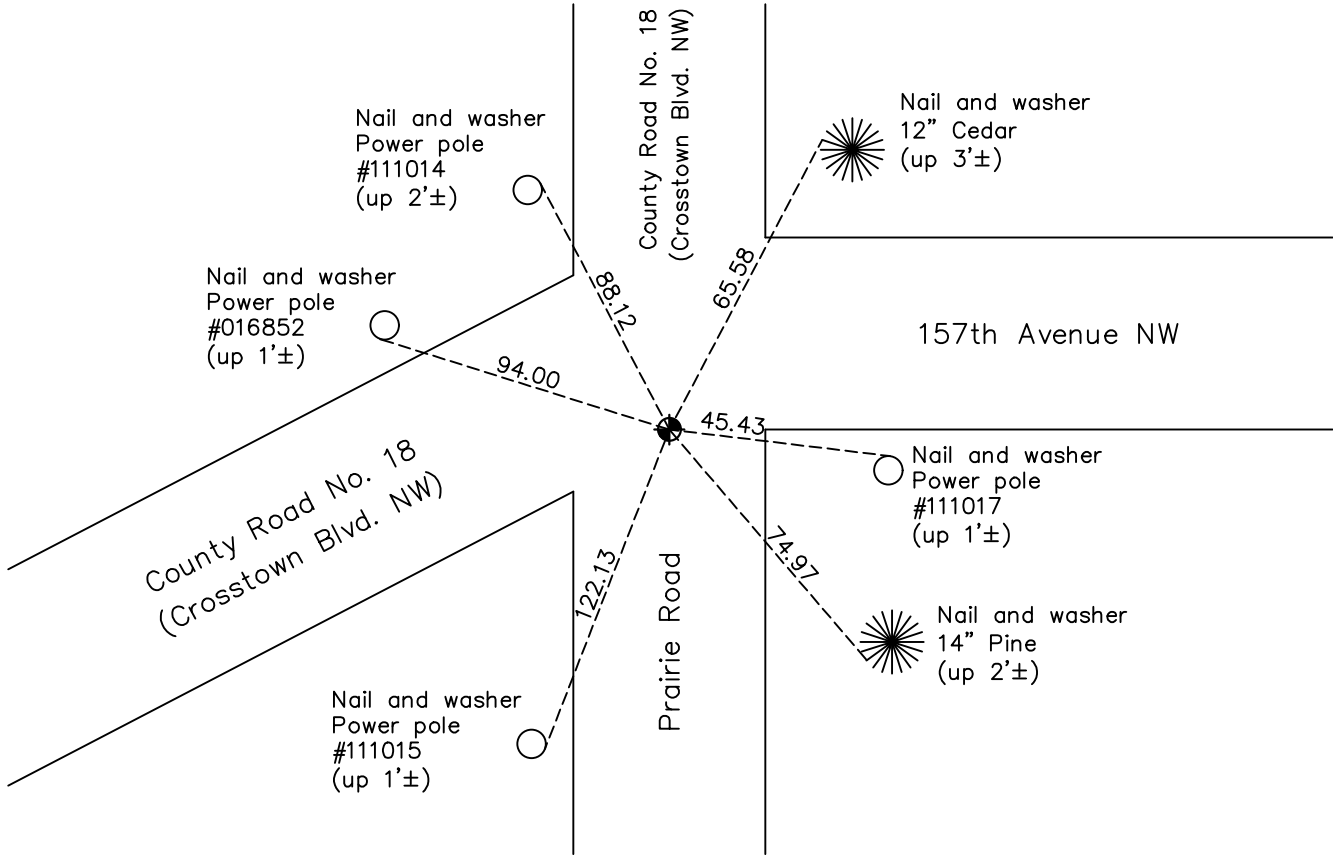 County Road No. 18
(Crosstown Blvd. NW)
Nail and washer
12” Cedar
(up 3’±)
Nail and washer
Power pole
#111014
(up 2’±)
65.58
88.12
Nail and washer
Power pole
#016852
(up 1’±)
157th Avenue NW
94.00
45.43
Nail and washer
Power pole
#111017
(up 1’±)
County Road No. 18
(Crosstown Blvd. NW)
74.97
122.13
Prairie Road
Nail and washer
14” Pine
(up 2’±)
Nail and washer
Power pole
#111015
(up 1’±)